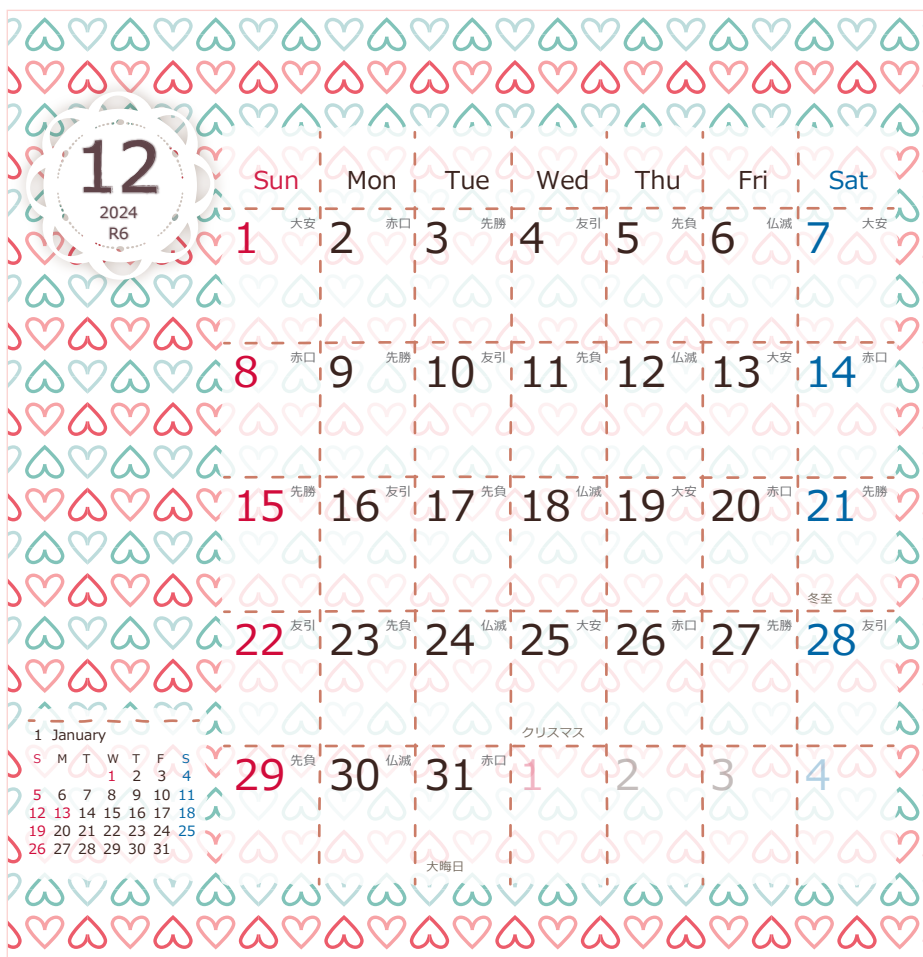 12
2024
R6
Sun Mon Tue Wed Thu Fri Sat
1 大安 2 赤口 3 先勝 4 友引 5 先負 6 仏滅 7 大安
8 赤口 9 先勝 10 友引 11 先負 12 仏滅 13 大安 14 赤口
15 先勝 16 友引 17 先負 18 仏滅 19 大安 20 赤口 21 先勝
冬至
22 友引 23 先負 24 仏滅 25 大安 26 赤口 27 先勝 28 友引
クリスマス
29 先負 30 仏滅 31 赤口 1 2 3 4
大晦日
1 January
S M T W T F S
1 2 3 4
5 6 7 8 9 10 11
12 13 14 15 16 17 18
19 20 21 22 23 24 25
26 27 28 29 30 31